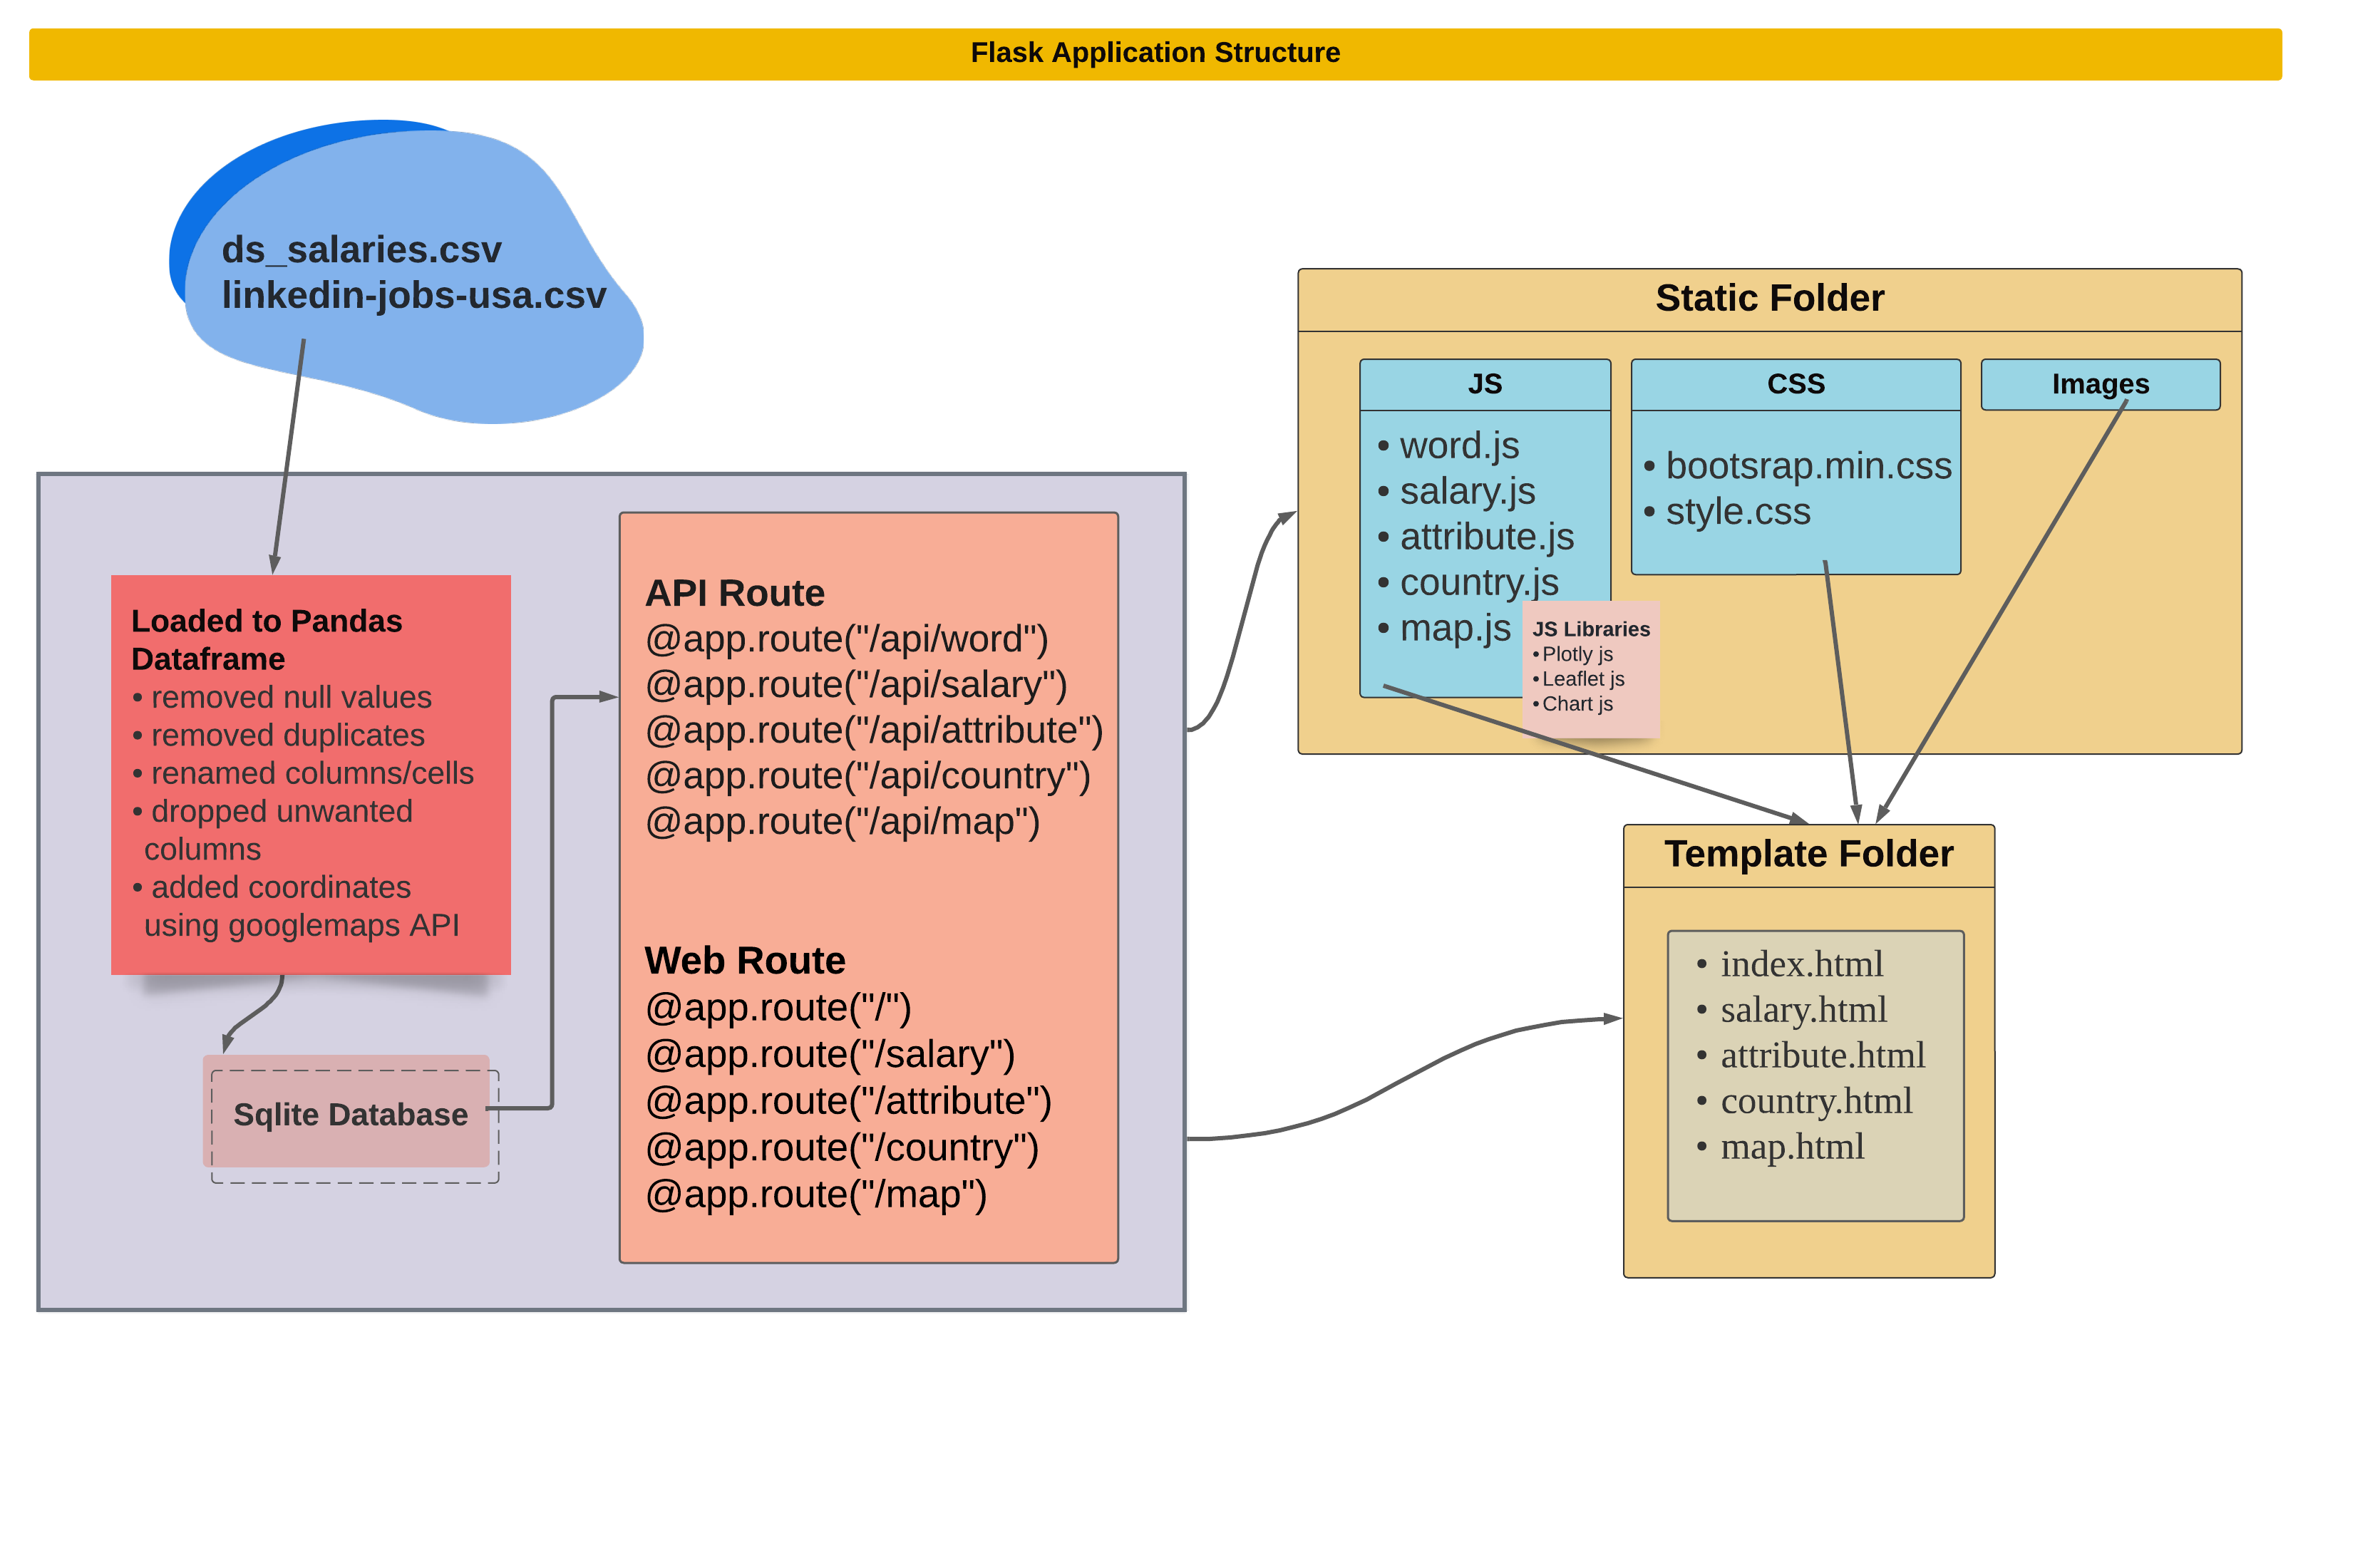 Flask Application Structure
ds_salaries.csv
linkedin-jobs-usa.csv
Loaded to Pandas
Dataframe
• removed null values
• removed duplicates
• renamed columns/cells
• dropped unwanted
columns
• added coordinates
using googlemaps API
Sqlite Database
API Route
@app.route("/api/word")
@app.route("/api/salary")
@app.route("/api/attribute")
@app.route("/api/country")
@app.route("/api/map")
Web Route
@app.route("/")
@app.route("/salary")
@app.route("/attribute")
@app.route("/country")
@app.route("/map")
Static Folder
JS
• word.js
• salary.js
• attribute.js
• country.js
• map.js
JS Libraries
• Plotly js
• Leaflet js
• Chart js
CSS
• bootsrap.min.css
• style.css
Images
Template Folder
• index.html
• salary.html
• attribute.html
• country.html
• map.html